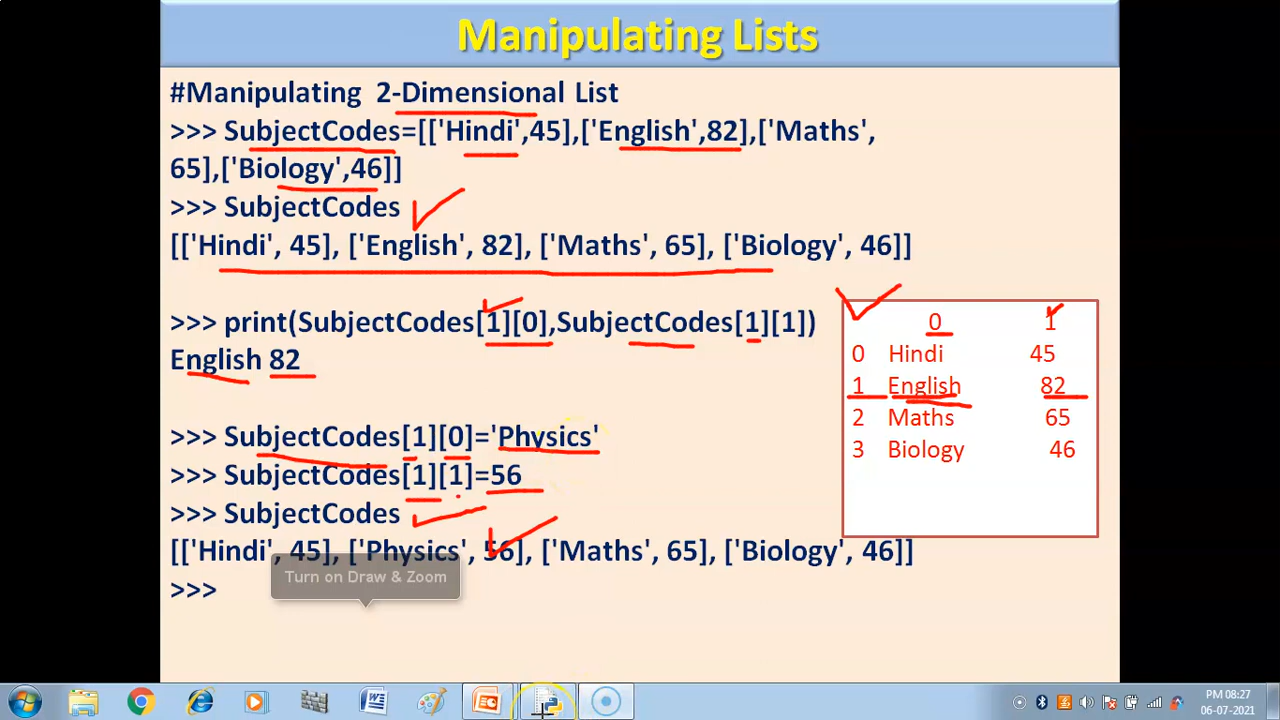 Manipulating Lists
#Manipulating 2-Dimensional List
>>> SubjectCodes=[['Hindi',45],['English',82],['Maths',
65],['Biology',46]]
>>> SubjectCodes
[['Hindi', 45], ['English', 82], ['Maths', 65], ['Biology', 46]]
>>> print(SubjectCodes[1][0],SubjectCodes[1][1])
English 82
>>> SubjectCodes[1][0]='Physics'
>>> SubjectCodes[1][1]=56
>>> SubjectCodes
[['Hindi', 45], ['Physics', 56], ['Maths', 65], ['Biology', 46]]
>>>
0 1
0 Hindi 45
1 English 82
2 Maths 65
3 Biology 46
Turn on Draw & Zoom
PM 08:27
06-07-2021